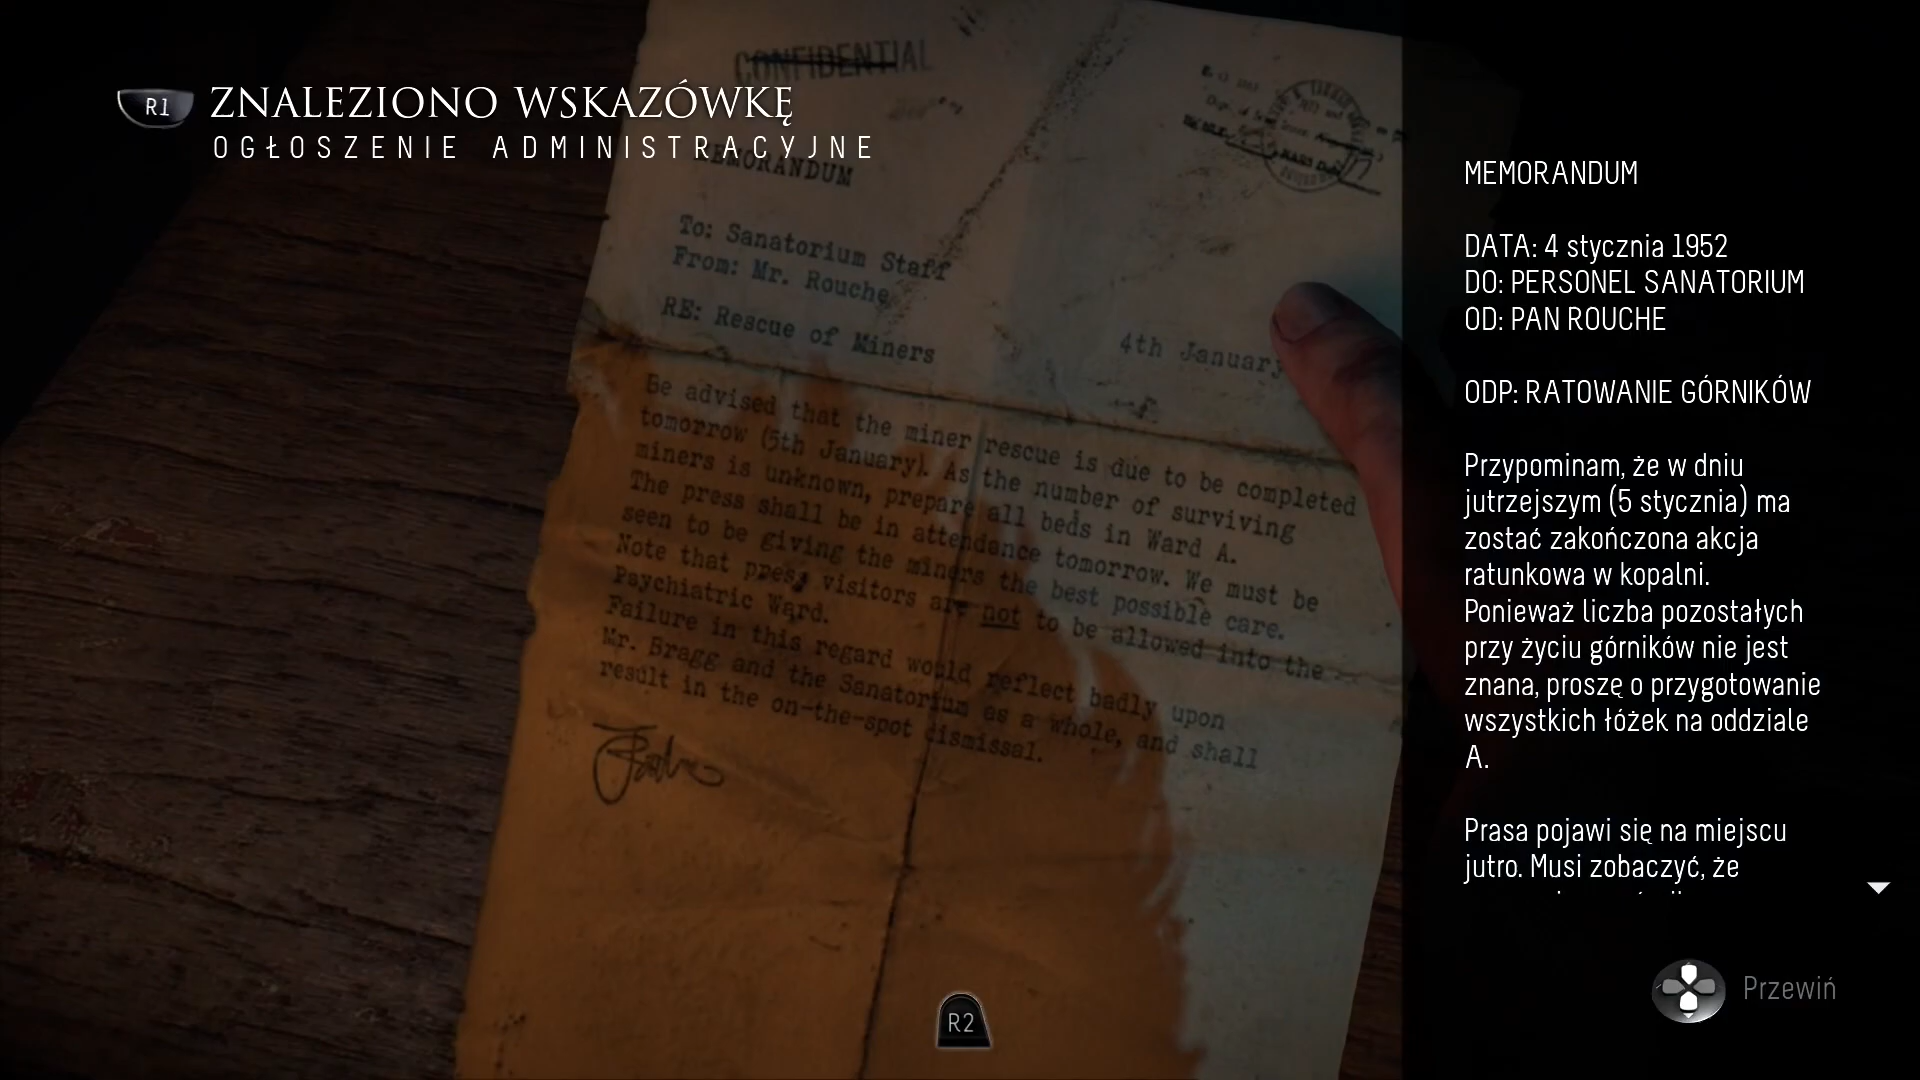 R1
ZNALEZIONO WSKAZÓWKĘ
OGŁOSZENIE ADMINISTRACYJNE
CONFIDENTIAL
MEMORANDUM
To: Sanatorium Staff
From: Mr. Rouche
RE: Rescue of Miners
4th January
Be advised that the miner rescue is due to be completed
tomorrow (5th January). As the number of surviving
miners is unknown, prepare all beds in Ward A.
The press shall be in attendance tomorrow. We must be
seen to be giving the miners the best possible care.
Note that press visitors are not to be allowed into the
Psychiatric Ward.
Failure in this regard would reflect badly upon
Mr. Bragg and the Sanatorium as a whole, and shall
result in the on-the-spot dismissal.
R2
MEMORANDUM
DATA: 4 stycznia 1952
DO: PERSONEL SANATORIUM
OD: PAN ROUCHE
ODP: RATOWANIE GÓRNIKÓW
Przypominam, że w dniu
jutrzejszym (5 stycznia) ma
zostać zakończona akcja
ratunkowa w kopalni.
Ponieważ liczba pozostałych
przy życiu górników nie jest
znana, proszę o przygotowanie
wszystkich łóżek na oddziale
A.
Prasa pojawi się na miejscu
jutro. Musi zobaczyć, że
Przewiń